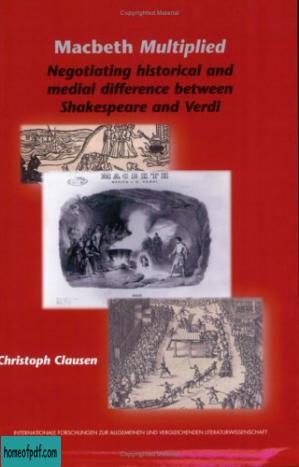 Macbeth Multiplied
Negotiating historical and
medial difference between
Shakespeare and Verdi
MACBETH
Christoph Clausen
INTERNATIONALE FORSCHUNGEN ZUR ALLGEMEINEN UND VERGLEICHENDEN LITERATURWISSENSCHAFT
homeofpdf.com